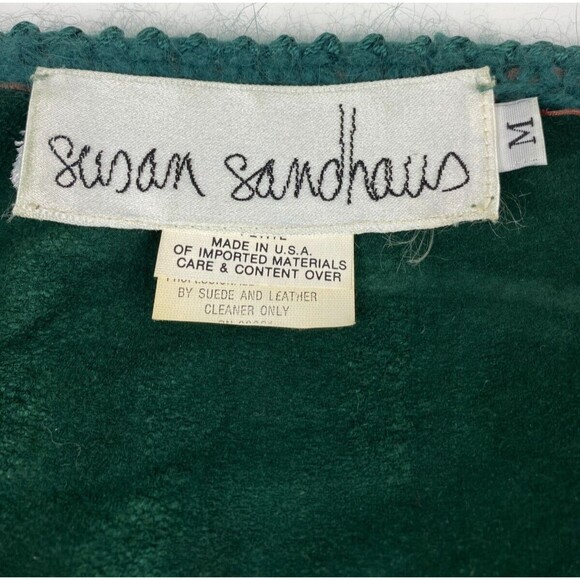 susan sandhaus
M
MADE IN U.S.A.
OF IMPORTED MATERIALS
CARE & CONTENT OVER
BY SUEDE AND LEATHER
CLEANER ONLY